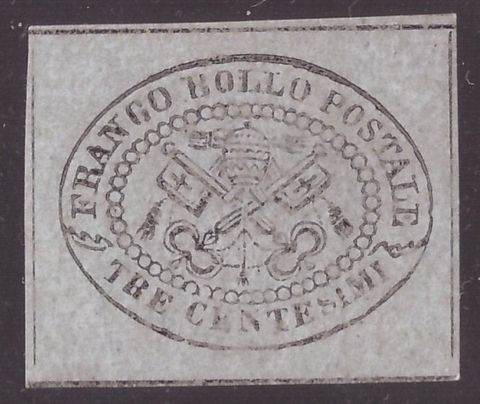 FRANCO BOLLO POSTALE
TRE CENTESIMI